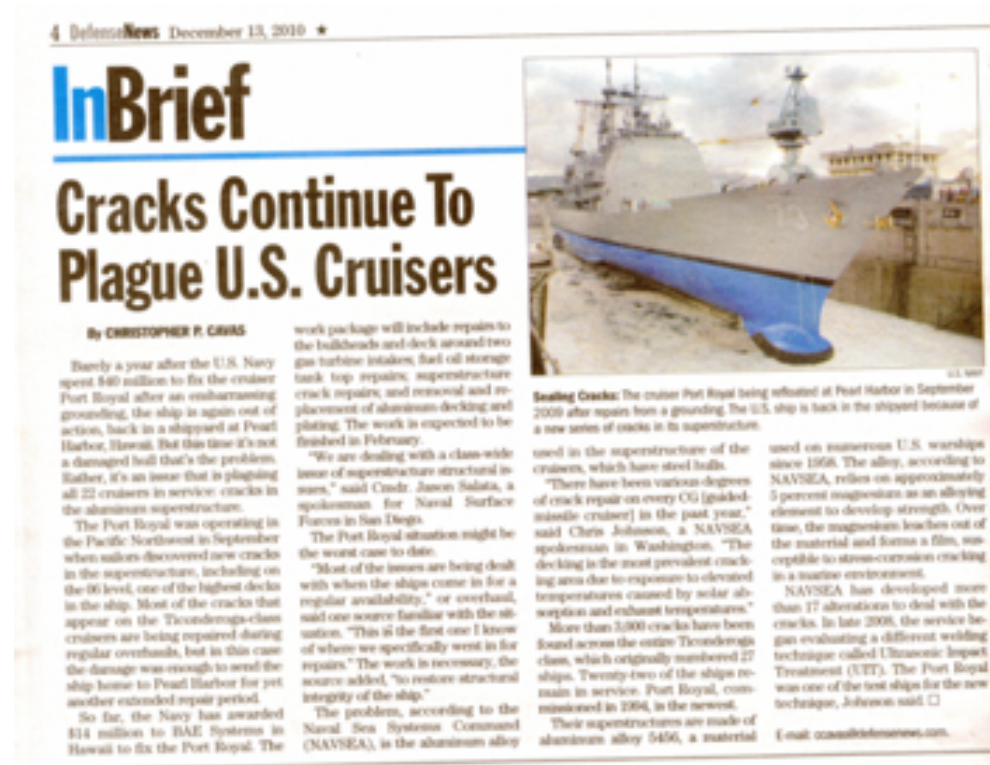 4 DefenseNews December 13, 2010 ★
InBrief
Cracks Continue To
Plague U.S. Cruisers
By CHRISTOPHER P. CAVAS
Barely a year after the U.S. Navy
spent $40 million to fix the cruiser
Port Royal after an embarrassing
grounding, the ship is again out of
action, back in a shipyard at Pearl
Harbor, Hawaii. But this time it's not
a damaged hull that's the problem.
Rather, it's an issue that is plaguing
all 22 cruisers in service: cracks in
the aluminum superstructure.
The Port Royal was operating in
the Pacific Northwest in September
when sailors discovered new cracks
in the superstructure, including on
the 06 level, one of the highest decks
in the ship. Most of the cracks that
appear on the Ticonderoga-class
cruisers are being repaired during
regular overhauls, but in this case
the damage was enough to send the
ship home to Pearl Harbor for yet
another extended repair period.
So far, the Navy has awarded
$14 million to BAE Systems in
Hawaii to fix the Port Royal. The
work package will include repairs to
the bulkheads and deck around two
gas turbine intakes; fuel oil storage
tank top repairs; superstructure
crack repairs; and removal and re-
placement of aluminum decking and
plating. The work is expected to be
finished in February.
"We are dealing with a class-wide
issue of superstructure structural is-
sues," said Cmdr. Jason Salata, a
spokesman for Naval Surface
Forces in San Diego.
The Port Royal situation might be
the worst case to date.
"Most of the issues are being dealt
with when the ships come in for a
regular availability," or overhaul,
said one source familiar with the sit-
uation. "This is the first one I know
of where we specifically went in for
repairs." The work is necessary, the
source added, "to restore structural
integrity of the ship."
The problem, according to the
Naval Sea Systems Command
(NAVSEA), is the aluminum alloy
73
U.S. NAVY
Sealing Cracks: The cruiser Port Royal being refloated at Pearl Harbor in September
2009 after repairs from a grounding. The U.S. ship is back in the shipyard because of
a new series of cracks in its superstructure.
used in the superstructure of the
cruisers, which have steel hulls.
"There have been various degrees
of crack repair on every CG [guided-
missile cruiser] in the past year,"
said Chris Johnson, a NAVSEA
spokesman in Washington. "The
decking is the most prevalent crack-
ing area due to exposure to elevated
temperatures caused by solar ab-
sorption and exhaust temperatures."
More than 3,000 cracks have been
found across the entire Ticonderoga
class, which originally numbered 27
ships. Twenty-two of the ships re-
main in service. Port Royal, com-
missioned in 1994, is the newest.
Their superstructures are made of
aluminum alloy 5456, a material
used on numerous U.S. warships
since 1958. The alloy, according to
NAVSEA, relies on approximately
5 percent magnesium as an alloying
element to develop strength. Over
time, the magnesium leaches out of
the material and forms a film, sus-
ceptible to stress-corrosion cracking
in a marine environment.
NAVSEA has developed more
than 17 alterations to deal with the
cracks. In late 2008, the service be-
gan evaluating a different welding
technique called Ultrasonic Impact
Treatment (UIT). The Port Royal
was one of the test ships for the new
technique, Johnson said. □
E-mail: ccavas@defensenews.com.